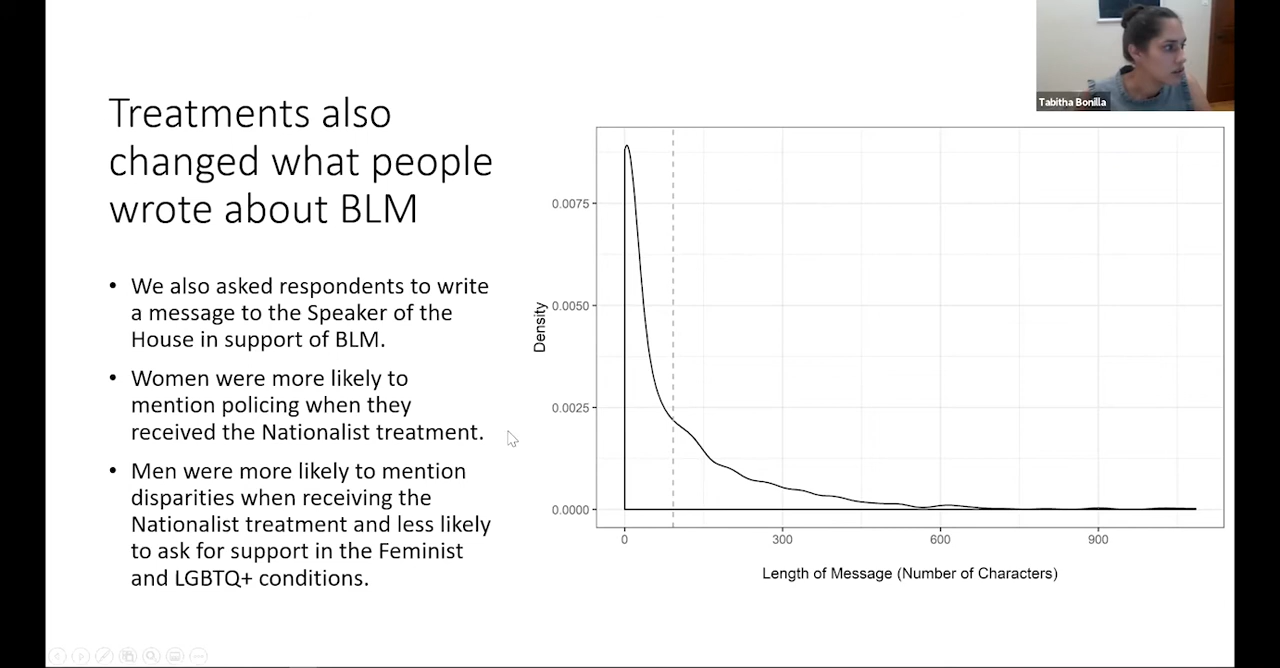 Treatments also
changed what people
wrote about BLM
• We also asked respondents to write
a message to the Speaker of the
House in support of BLM.
• Women were more likely to
mention policing when they
received the Nationalist treatment.
• Men were more likely to mention
disparities when receiving the
Nationalist treatment and less likely
to ask for support in the Feminist
and LGBTQ+ conditions.
Tabitha Bonilla
Density
0.0075
0.0050
0.0025
0.0000
0
300
600
900
Length of Message (Number of Characters)